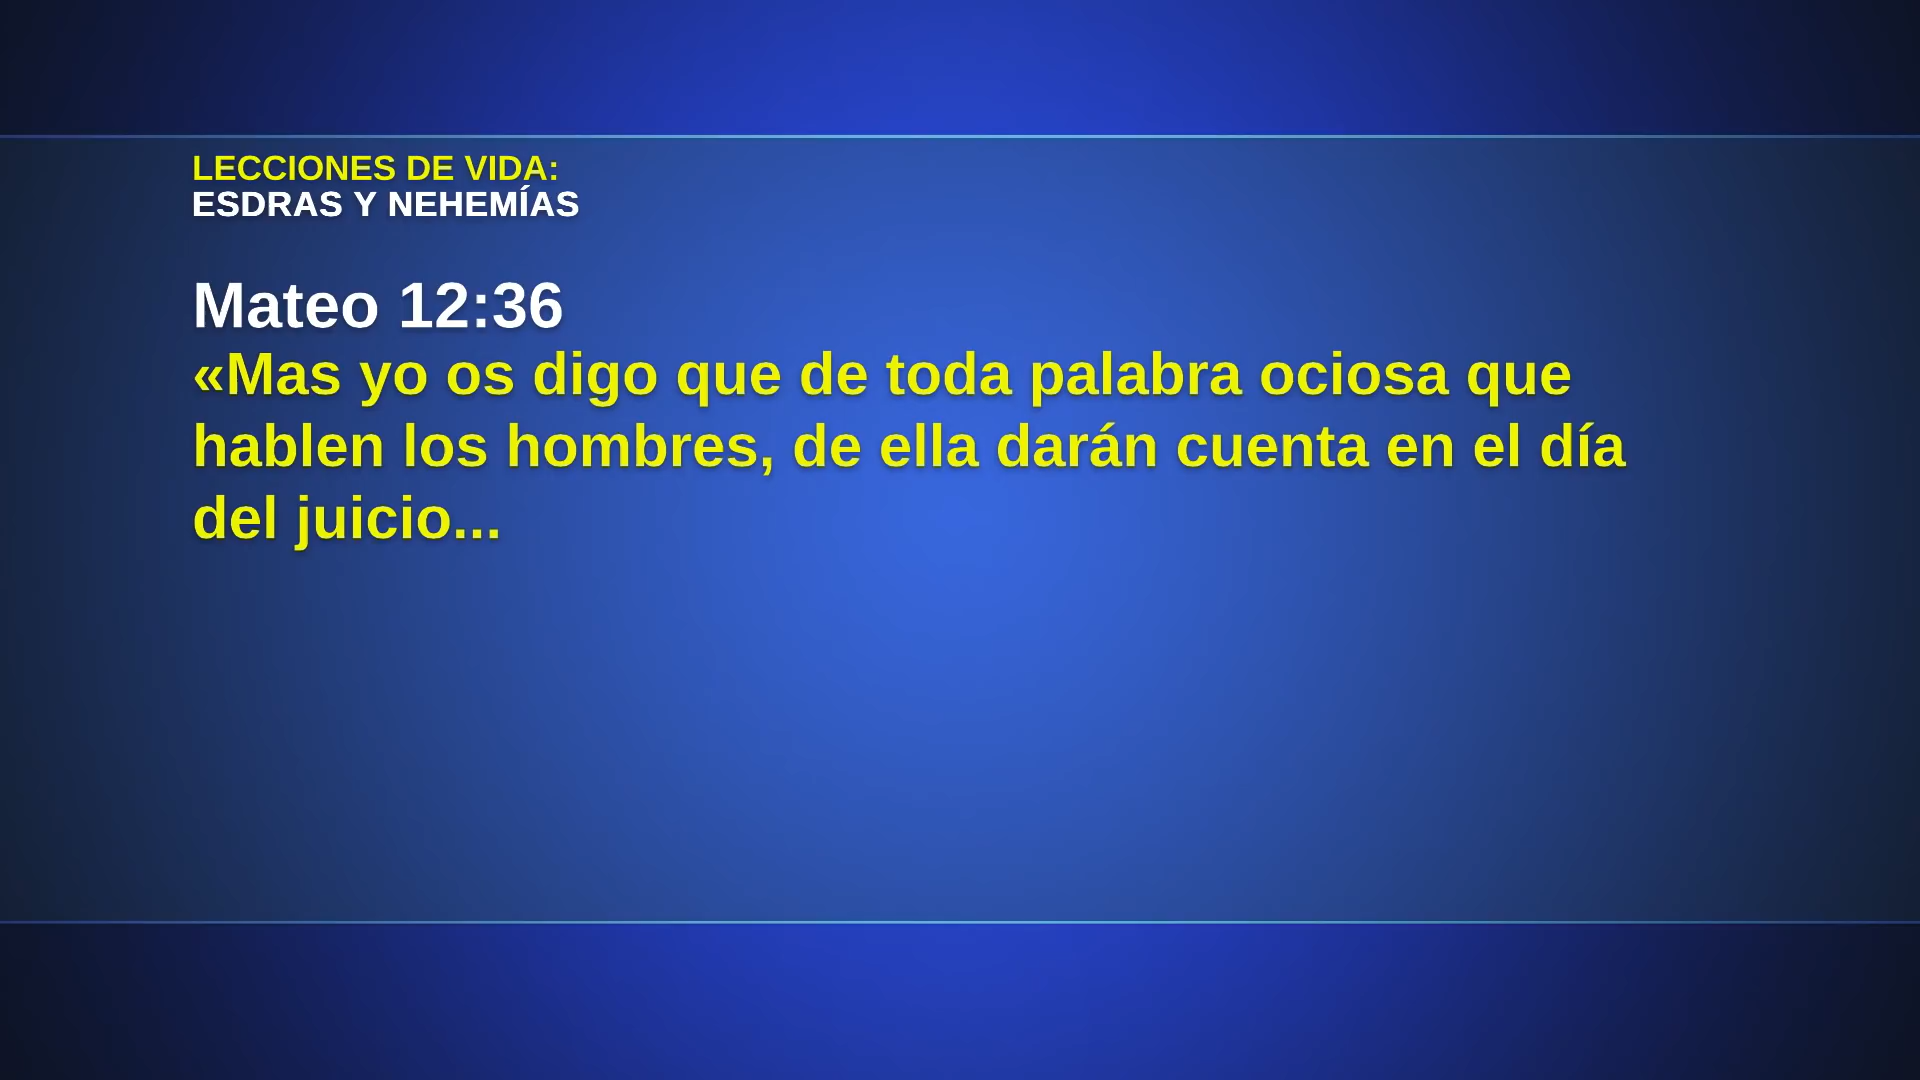 LECCIONES DE VIDA:
ESDRAS Y NEHEMÍAS
Mateo 12:36
«Mas yo os digo que de toda palabra ociosa que
hablen los hombres, de ella darán cuenta en el día
del juicio...